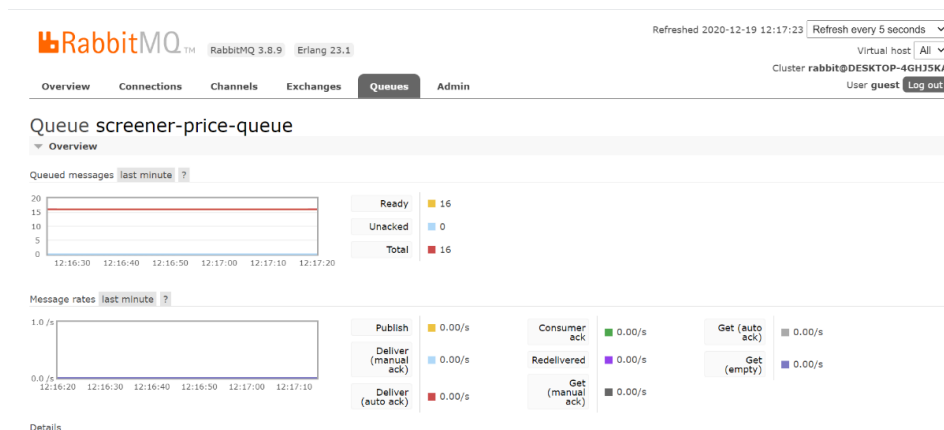 Refreshed 2020-12-19 12:17:23 Refresh every 5 seconds
RabbitMQ TM RabbitMQ 3.8.9 Erlang 23.1
Virtual host All
Cluster rabbit@DESKTOP-4GHJ5KA
User guest Log out
Overview Connections Channels Exchanges Queues Admin
Queue screener-price-queue
Overview
Queued messages last minute ?
20
15
10
5
0
12:16:30 12:16:40 12:16:50 12:17:00 12:17:10 12:17:20
Ready 16
Unacked 0
Total 16
Message rates last minute ?
1.0 /s
0.0 /s
12:16:20 12:16:30 12:16:40 12:16:50 12:17:00 12:17:10
Publish 0.00/s
Deliver
(manual
ack)
0.00/s
Deliver
(auto ack)
0.00/s
Consumer
ack
0.00/s
Redelivered 0.00/s
Get
(manual
ack)
0.00/s
Get (auto
ack)
0.00/s
Get
(empty)
0.00/s
Details